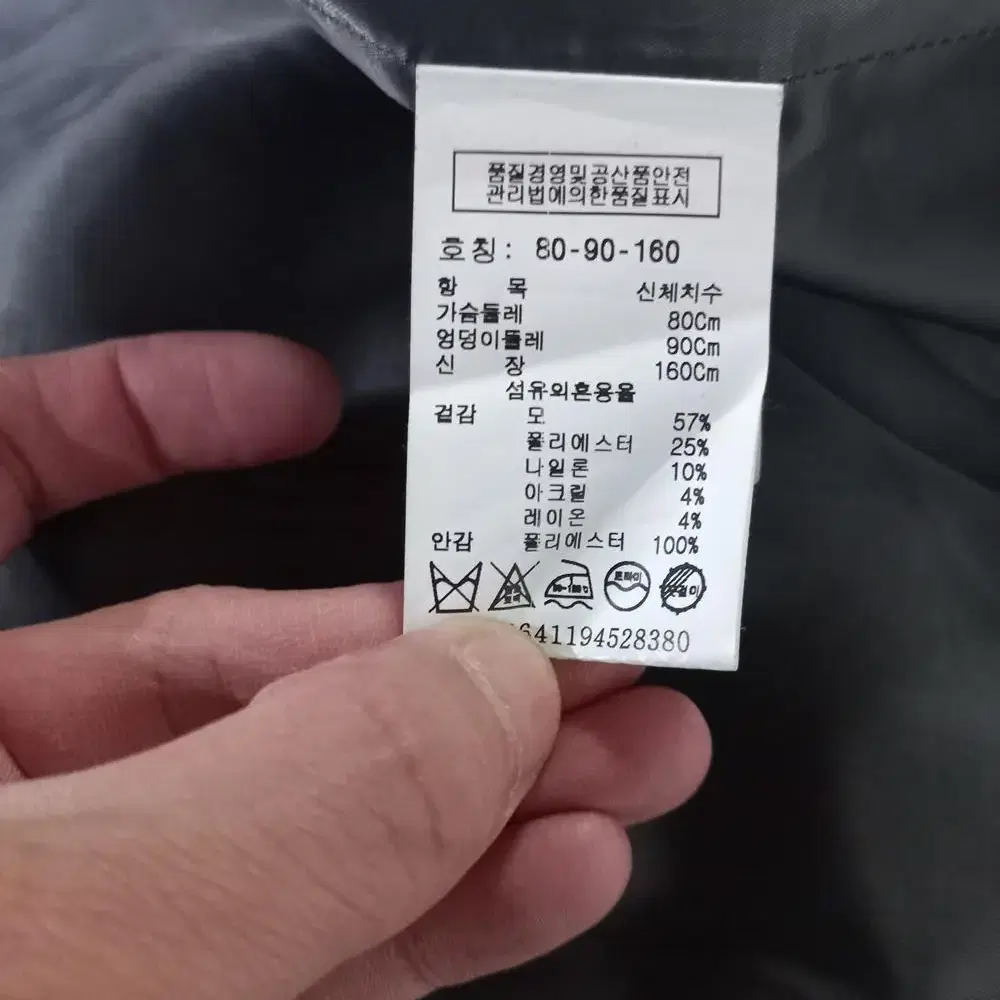 품질경영및공산품안전
관리법에의한품질표시
호칭: 80-90-160
항 목 신체치수
가슴둘레 80Cm
엉덩이둘레 90Cm
신 장 160Cm
섬유의혼용율
겉감 모 57%
폴리에스터 25%
나일론 10%
아크릴 4%
레이온 4%
안감 폴리에스터 100%
드라이
641194528380